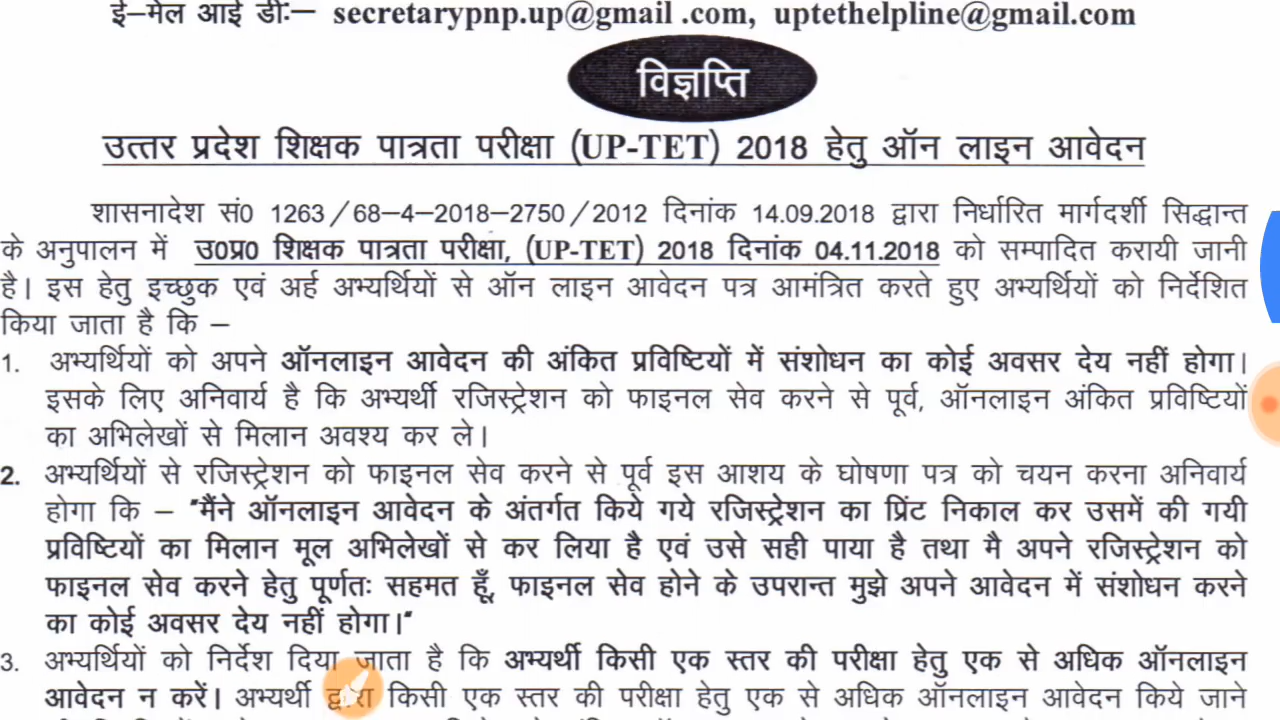 ई–मेल आई डीः– secretarypnp.up@gmail .com, uptethelpline@gmail.com
विज्ञप्ति
उत्तर प्रदेश शिक्षक पात्रता परीक्षा (UP-TET) 2018 हेतु ऑन लाइन आवेदन
शासनादेश सं0 1263/68–4–2018–2750/2012 दिनांक 14.09.2018 द्वारा निर्धारित मार्गदर्शी सिद्धान्त
के अनुपालन में उ0प्र0 शिक्षक पात्रता परीक्षा, (UP-TET) 2018 दिनांक 04.11.2018 को सम्पादित करायी जानी
है। इस हेतु इच्छुक एवं अर्ह अभ्यर्थियों से ऑन लाइन आवेदन पत्र आमंत्रित करते हुए अभ्यर्थियों को निर्देशित
किया जाता है कि –
1. अभ्यर्थियों को अपने ऑनलाइन आवेदन की अंकित प्रविष्टियों में संशोधन का कोई अवसर देय नहीं होगा।
इसके लिए अनिवार्य है कि अभ्यर्थी रजिस्ट्रेशन को फाइनल सेव करने से पूर्व, ऑनलाइन अंकित प्रविष्टियों
का अभिलेखों से मिलान अवश्य कर ले।
2. अभ्यर्थियों से रजिस्ट्रेशन को फाइनल सेव करने से पूर्व इस आशय के घोषणा पत्र को चयन करना अनिवार्य
होगा कि – "मैंने ऑनलाइन आवेदन के अंतर्गत किये गये रजिस्ट्रेशन का प्रिंट निकाल कर उसमें की गयी
प्रविष्टियों का मिलान मूल अभिलेखों से कर लिया है एवं उसे सही पाया है तथा मै अपने रजिस्ट्रेशन को
फाइनल सेव करने हेतु पूर्णतः सहमत हूँ, फाइनल सेव होने के उपरान्त मुझे अपने आवेदन में संशोधन करने
का कोई अवसर देय नहीं होगा।"
3. अभ्यर्थियों को निर्देश दिया जाता है कि अभ्यर्थी किसी एक स्तर की परीक्षा हेतु एक से अधिक ऑनलाइन
आवेदन न करें। अभ्यर्थी द्वारा किसी एक स्तर की परीक्षा हेतु एक से अधिक ऑनलाइन आवेदन किये जाने